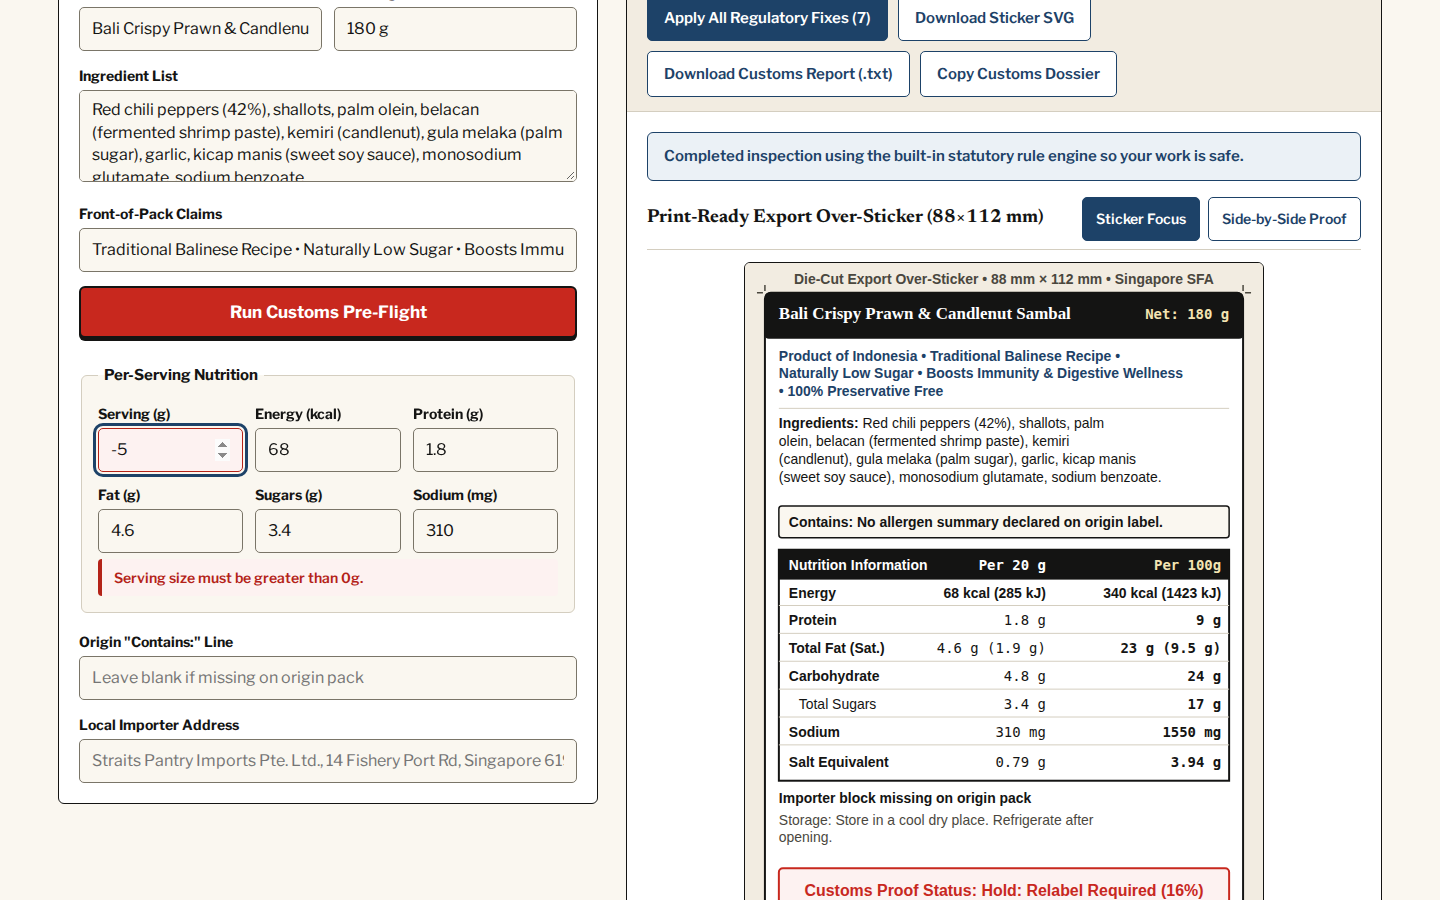 Bali Crispy Prawn & Candlenu
180 g
Ingredient List
Red chili peppers (42%), shallots, palm olein, belacan
(fermented shrimp paste), kemiri (candlenut), gula melaka (palm
sugar), garlic, kicap manis (sweet soy sauce), monosodium
glutamate, sodium benzoate
Front-of-Pack Claims
Traditional Balinese Recipe • Naturally Low Sugar • Boosts Immu
Run Customs Pre-Flight
Per-Serving Nutrition
Serving (g) Energy (kcal) Protein (g)
-5 68 1.8
Fat (g) Sugars (g) Sodium (mg)
4.6 3.4 310
Serving size must be greater than 0g.
Origin "Contains:" Line
Leave blank if missing on origin pack
Local Importer Address
Straits Pantry Imports Pte. Ltd., 14 Fishery Port Rd, Singapore 61
Apply All Regulatory Fixes (7)
Download Sticker SVG
Download Customs Report (.txt)
Copy Customs Dossier
Completed inspection using the built-in statutory rule engine so your work is safe.
Print-Ready Export Over-Sticker (88×112 mm)
Sticker Focus
Side-by-Side Proof
Die-Cut Export Over-Sticker • 88 mm × 112 mm • Singapore SFA
Bali Crispy Prawn & Candlenut Sambal Net: 180 g
Product of Indonesia • Traditional Balinese Recipe •
Naturally Low Sugar • Boosts Immunity & Digestive Wellness
• 100% Preservative Free
Ingredients: Red chili peppers (42%), shallots, palm
olein, belacan (fermented shrimp paste), kemiri
(candlenut), gula melaka (palm sugar), garlic, kicap manis
(sweet soy sauce), monosodium glutamate, sodium benzoate.
Contains: No allergen summary declared on origin label.
Nutrition Information Per 20 g Per 100g
Energy 68 kcal (285 kJ) 340 kcal (1423 kJ)
Protein 1.8 g 9 g
Total Fat (Sat.) 4.6 g (1.9 g) 23 g (9.5 g)
Carbohydrate 4.8 g 24 g
Total Sugars 3.4 g 17 g
Sodium 310 mg 1550 mg
Salt Equivalent 0.79 g 3.94 g
Importer block missing on origin pack
Storage: Store in a cool dry place. Refrigerate after
opening.
Customs Proof Status: Hold: Relabel Required (16%)